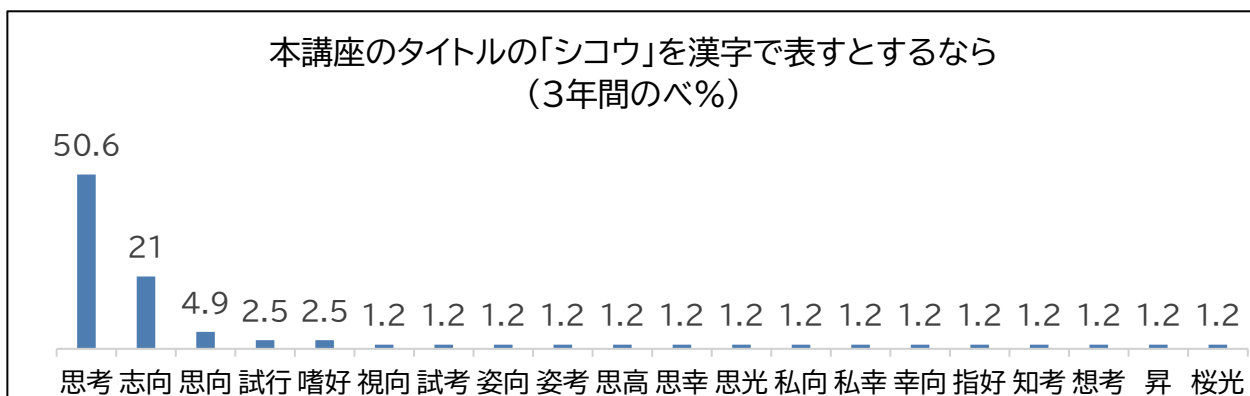 本講座のタイトルの「シコウ」を漢字で表すとするなら
（3年間のべ%）
50.6
21
4.9 2.5 2.5 1.2 1.2 1.2 1.2 1.2 1.2 1.2 1.2 1.2 1.2 1.2 1.2 1.2 1.2 1.2
思考 志向 思向 試行 嗜好 視向 試考 姿向 姿考 思高 思幸 思光 私向 私幸 幸向 指好 知考 想考 昇 桜光